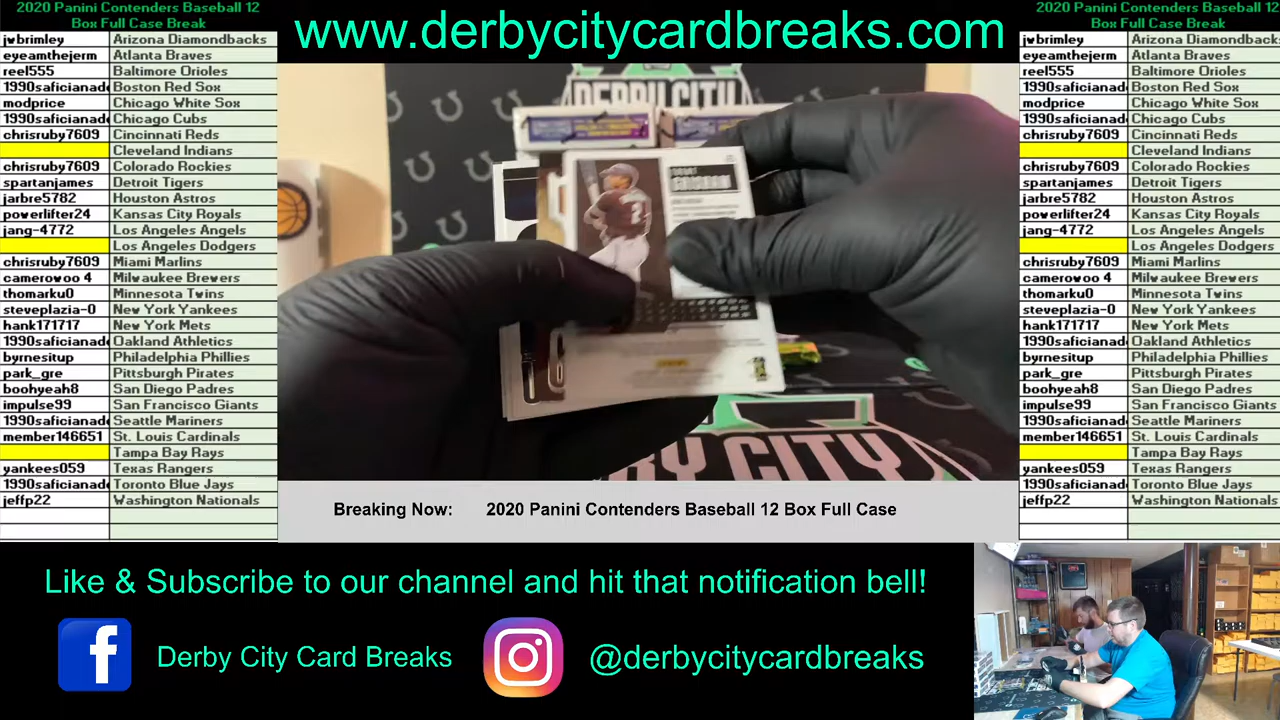 2020 Panini Contenders Baseball 12
Box Full Case Break
jwbrimley Arizona Diamondbacks
eyeamthejerm Atlanta Braves
reel555 Baltimore Orioles
1990saficianad Boston Red Sox
modprice Chicago White Sox
1990saficianad Chicago Cubs
chrisruby7609 Cincinnati Reds
Cleveland Indians
chrisruby7609 Colorado Rockies
spartanjames Detroit Tigers
jarbre5782 Houston Astros
powerlifter24 Kansas City Royals
jang-4772 Los Angeles Angels
Los Angeles Dodgers
chrisruby7609 Miami Marlins
camerowoo 4 Milwaukee Brewers
thomarku0 Minnesota Twins
steveplazia-0 New York Yankees
hank171717 New York Mets
1990saficianad Oakland Athletics
byrnesitup Philadelphia Phillies
park_gre Pittsburgh Pirates
boohyeah8 San Diego Padres
impulse99 San Francisco Giants
1990saficianad Seattle Mariners
member146651 St. Louis Cardinals
Tampa Bay Rays
yankees059 Texas Rangers
1990saficianad Toronto Blue Jays
jeffp22 Washington Nationals
www.derbycitycardbreaks.com
DERBY CITY
2
DERBY CITY
Breaking Now: 2020 Panini Contenders Baseball 12 Box Full Case
2020 Panini Contenders Baseball 12
Box Full Case Break
jwbrimley Arizona Diamondbacks
eyeamthejerm Atlanta Braves
reel555 Baltimore Orioles
1990saficianad Boston Red Sox
modprice Chicago White Sox
1990saficianad Chicago Cubs
chrisruby7609 Cincinnati Reds
Cleveland Indians
chrisruby7609 Colorado Rockies
spartanjames Detroit Tigers
jarbre5782 Houston Astros
powerlifter24 Kansas City Royals
jang-4772 Los Angeles Angels
Los Angeles Dodgers
chrisruby7609 Miami Marlins
camerowoo 4 Milwaukee Brewers
thomarku0 Minnesota Twins
steveplazia-0 New York Yankees
hank171717 New York Mets
1990saficianad Oakland Athletics
byrnesitup Philadelphia Phillies
park_gre Pittsburgh Pirates
boohyeah8 San Diego Padres
impulse99 San Francisco Giants
1990saficianad Seattle Mariners
member146651 St. Louis Cardinals
Tampa Bay Rays
yankees059 Texas Rangers
1990saficianad Toronto Blue Jays
jeffp22 Washington Nationals
Like & Subscribe to our channel and hit that notification bell!
f Derby City Card Breaks @derbycitycardbreaks